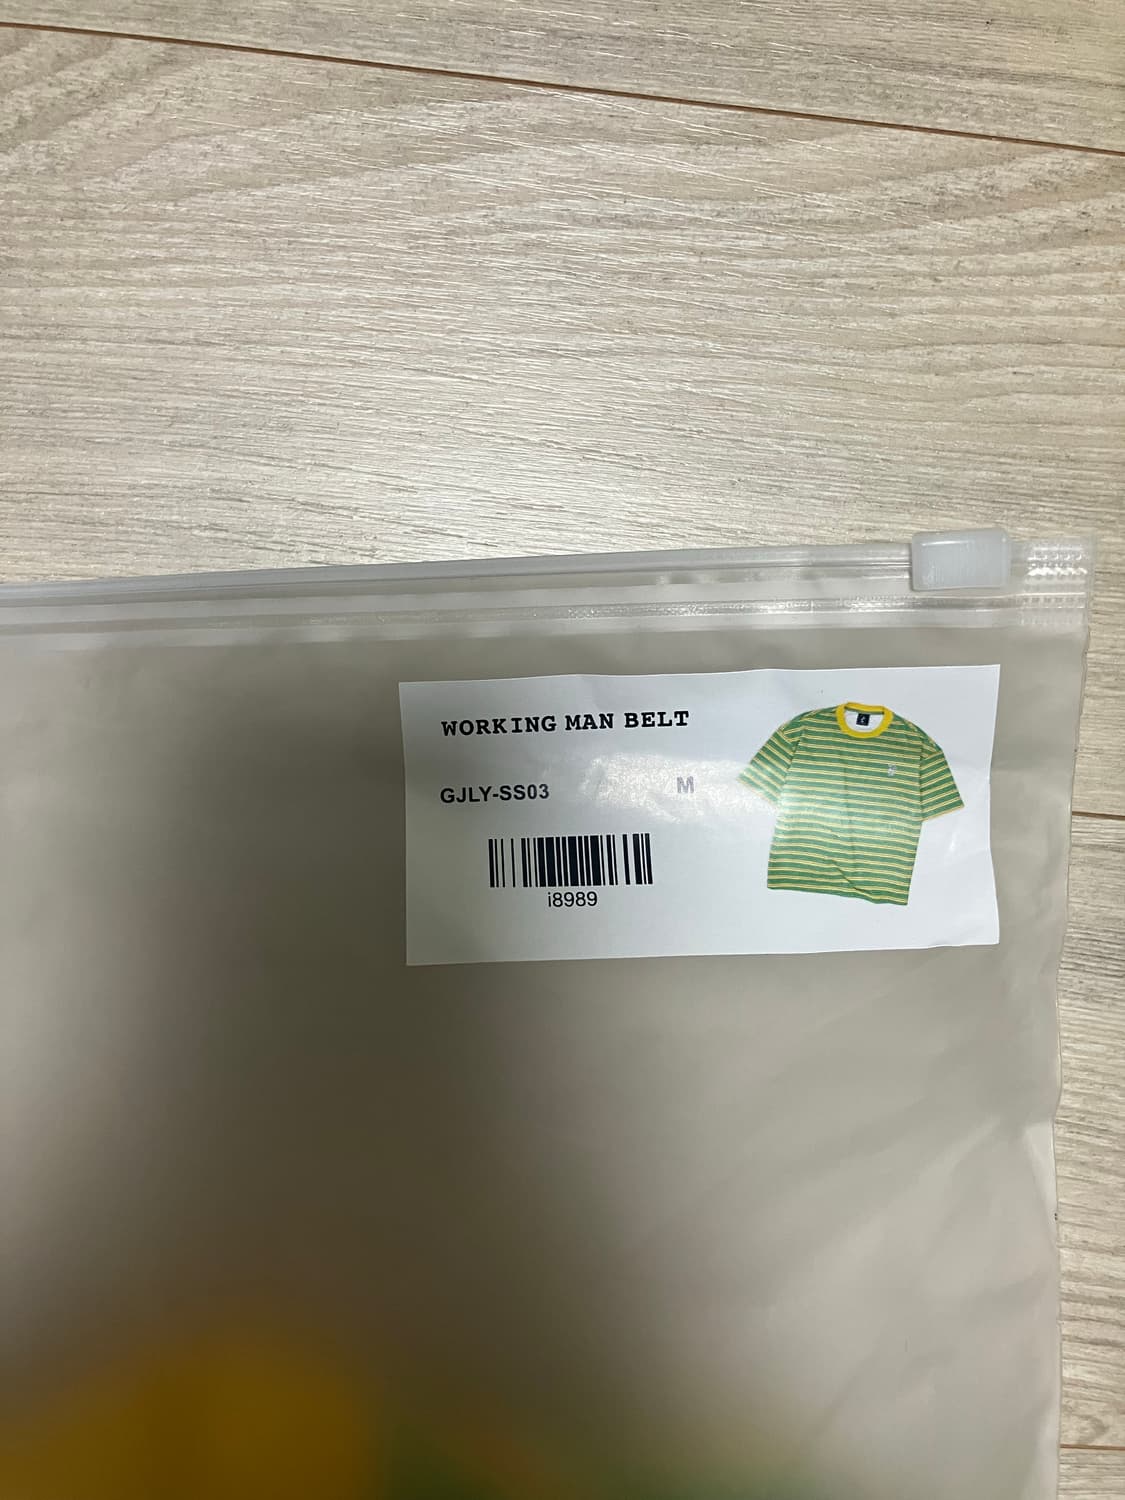 WORKING MAN BELT
GJLY-SS03 M
i8989